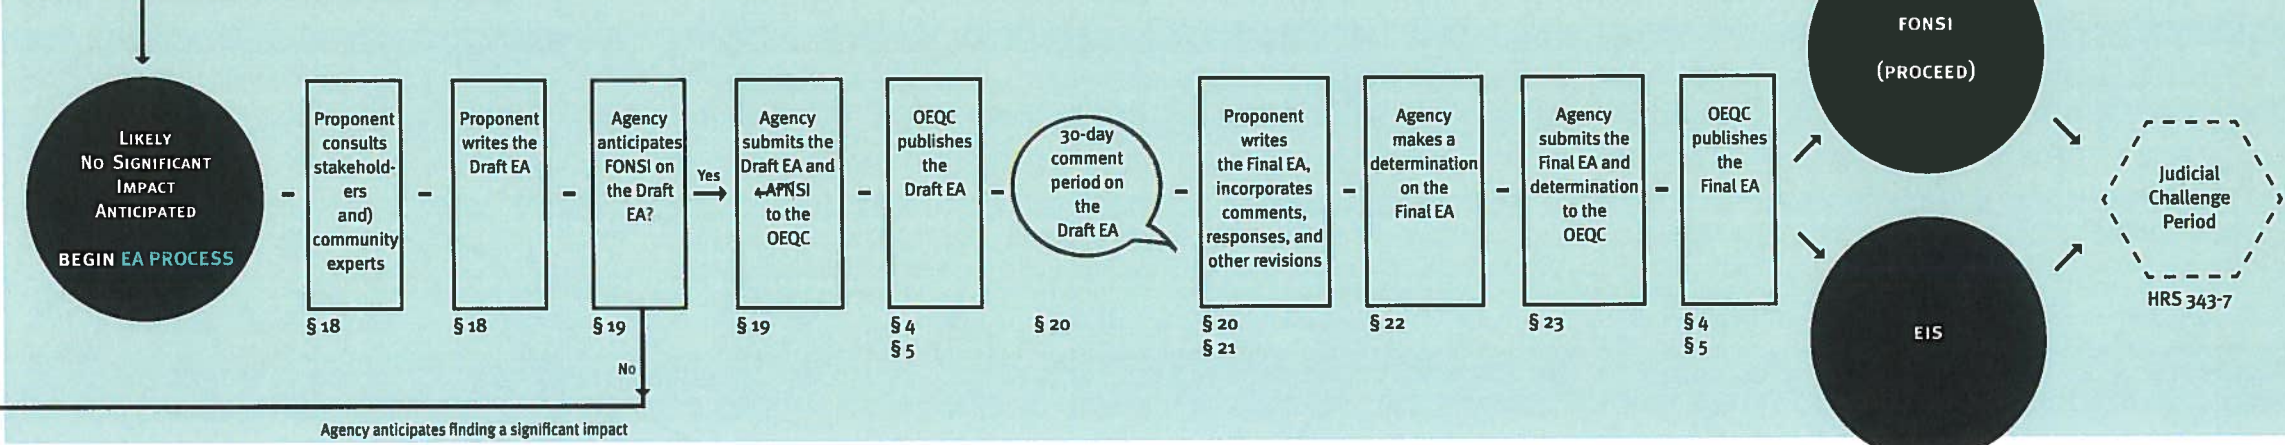 LIKELY
NO SIGNIFICANT
IMPACT
ANTICIPATED
BEGIN EA PROCESS
Proponent
consults
stakehold-
ers
and)
community
experts
§ 18
Proponent
writes the
Draft EA
§ 18
Agency
anticipates
FONSI on
the Draft
EA?
§ 19
Yes
No
Agency
submits the
Draft EA and
to the
OEQC
§ 19
OEQC
publishes
the
Draft EA
§ 4
§ 5
30-day
comment
period on
the
Draft EA
§ 20
Proponent
writes
the Final EA,
incorporates
comments,
responses, and
other revisions
§ 20
§ 21
Agency
makes a
determination
on the
Final EA
§ 22
Agency
submits the
Final EA and
determination
to the
OEQC
§ 23
OEQC
publishes
the
Final EA
§ 4
§ 5
FONSI
(PROCEED)
EIS
Judicial
Challenge
Period
HRS 343-7
Agency anticipates finding a significant impact